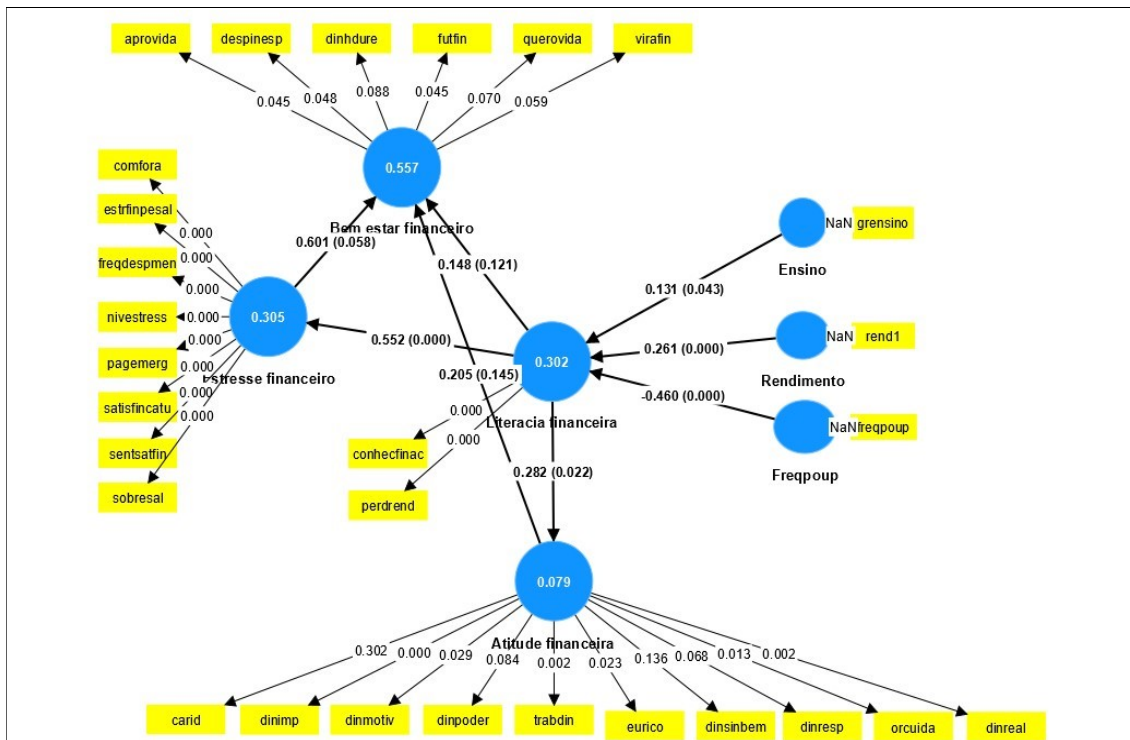 aprovida despinesp dinhdure futfin querovida virafin
0.045 0.048 0.088 0.045 0.070 0.059
0.557
Bem estar financeiro
comfora
estrfinpesal
freqdespmen
nivestress
pagemerg
satisfincatu
sentsatfin
sobresal
0.000
0.000
0.000
0.000
0.000
0.000
0.000
0.000
0.305
Estresse financeiro
0.601 (0.058)
0.148 (0.121)
0.552 (0.000)
0.205 (0.145)
0.302
Literacia financeira
0.000
0.000
conhecfinac
perdrend
0.282 (0.022)
0.131 (0.043)
0.261 (0.000)
-0.460 (0.000)
NaN grensino
Ensino
NaN rend1
Rendimento
NaN freqpoup
Freqpoup
0.079
Atitude financeira
0.302 0.000 0.029 0.084 0.002 0.023 0.136 0.068 0.013 0.002
carid dinimp dinmotiv dinpoder trabdin eurico dinsinbem dinresp orcuida dinreal